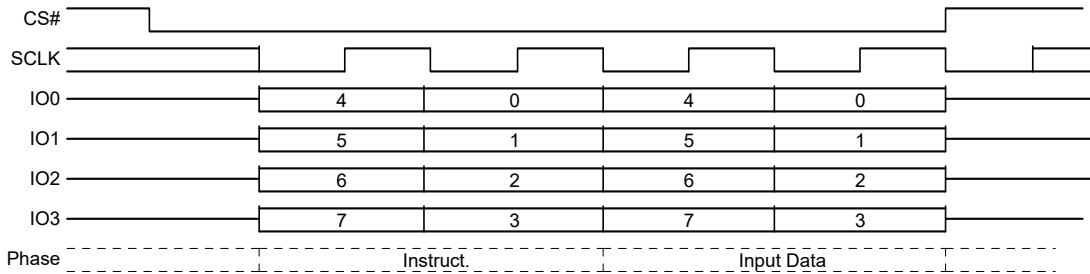 CS#
SCLK
IO0 4 0 4 0
IO1 5 1 5 1
IO2 6 2 6 2
IO3 7 3 7 3
Phase Instruct. Input Data